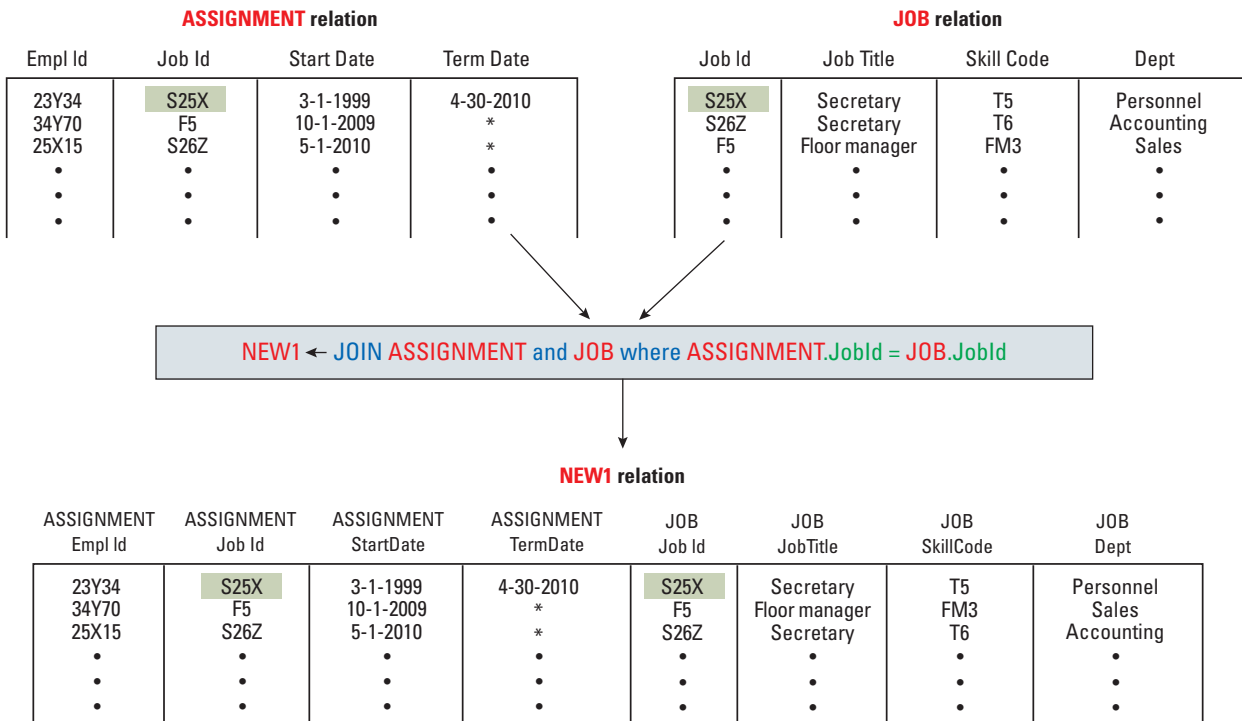 ASSIGNMENT relation
Empl Id Job Id Start Date Term Date
23Y34 S25X 3-1-1999 4-30-2010
34Y70 F5 10-1-2009 *
25X15 S26Z 5-1-2010 *
JOB relation
Job Id Job Title Skill Code Dept
S25X Secretary T5 Personnel
S26Z Secretary T6 Accounting
F5 Floor manager FM3 Sales
NEW1 ← JOIN ASSIGNMENT and JOB where ASSIGNMENT.JobId = JOB.JobId
NEW1 relation
ASSIGNMENT ASSIGNMENT ASSIGNMENT ASSIGNMENT JOB JOB JOB JOB
Empl Id Job Id StartDate TermDate Job Id JobTitle SkillCode Dept
23Y34 S25X 3-1-1999 4-30-2010 S25X Secretary T5 Personnel
34Y70 F5 10-1-2009 * F5 Floor manager FM3 Sales
25X15 S26Z 5-1-2010 * S26Z Secretary T6 Accounting